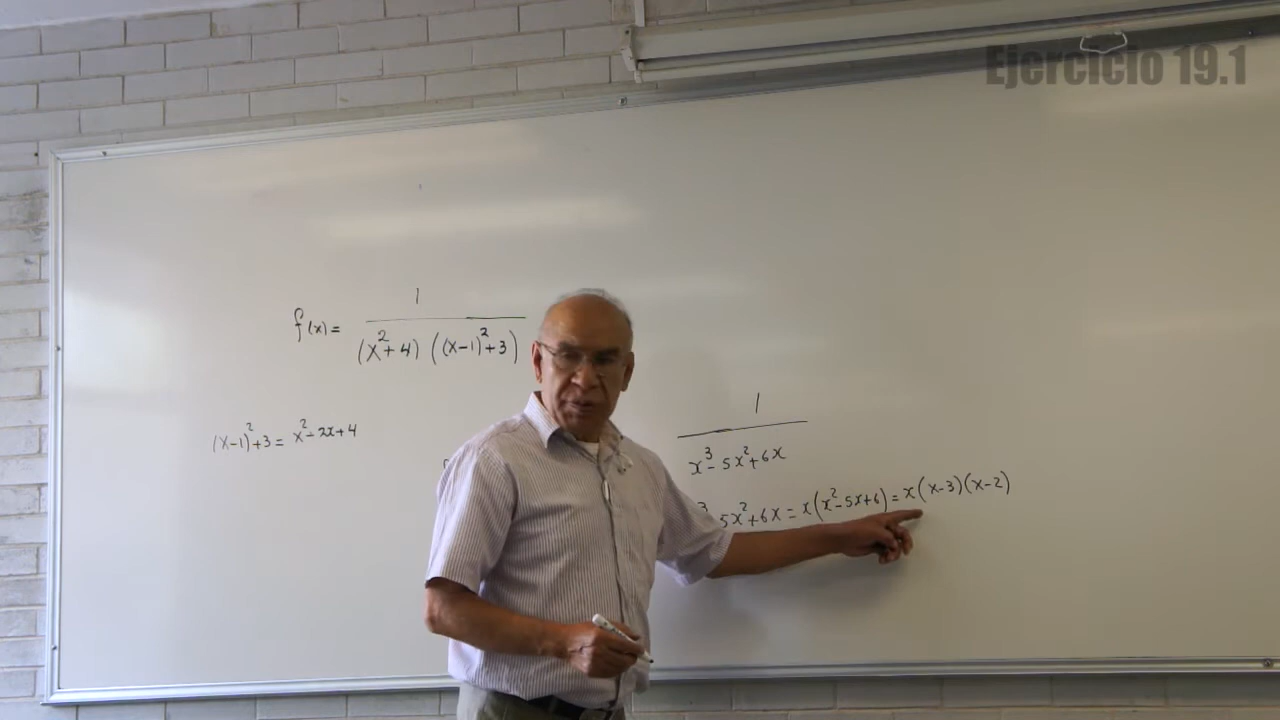 Ejercicio 19.1
f(x) = 1 / (x²+4) ((x-1)²+3)
(x-1)²+3 = x²-2x+4
1 / x³-5x²+6x
5x²+6x = x(x²-5x+6) = x(x-3)(x-2)